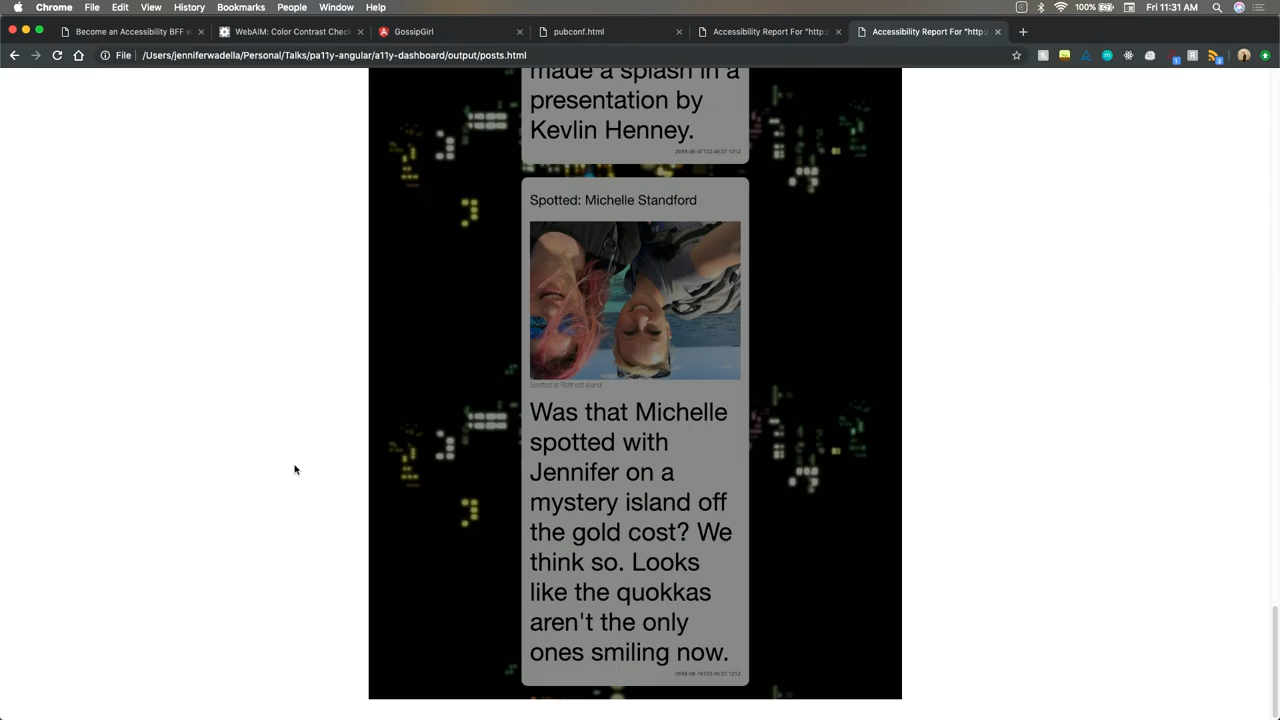 Chrome File Edit View History Bookmarks People Window Help
100% Fri 11:31 AM
Become an Accessibility BFF w
WebAIM: Color Contrast Check
GossipGirl
pubconf.html
Accessibility Report For "http:/
Accessibility Report For "http:/
File /Users/jenniferwadella/Personal/Talks/pa11y-angular/a11y-dashboard/output/posts.html
made a splash in a
presentation by
Kevlin Henney.
Spotted: Michelle Standford
Spotted at Rottnest Island
Was that Michelle
spotted with
Jennifer on a
mystery island off
the gold cost? We
think so. Looks
like the quokkas
aren't the only
ones smiling now.